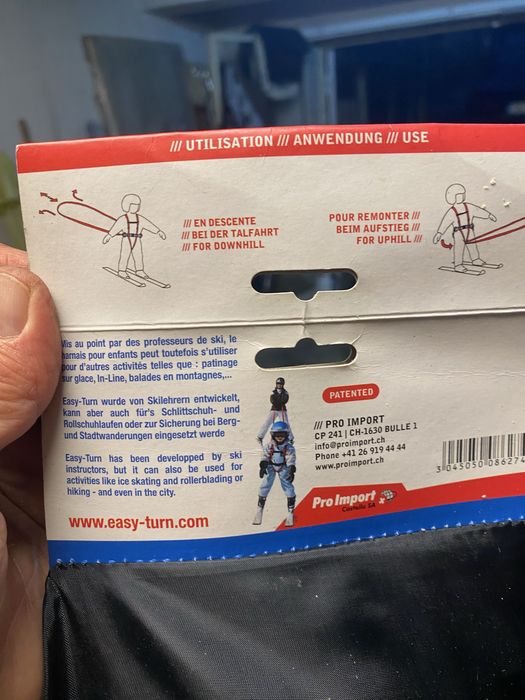 /// UTILISATION /// ANWENDUNG /// USE
/// EN DESCENTE
/// BEI DER TALFAHRT
/// FOR DOWNHILL
POUR REMONTER ///
BEIM AUFSTIEG ///
FOR UPHILL ///
Mis au point par des professeurs de ski, le
harnais pour enfants peut toutefois s'utiliser
pour d'autres activités telles que : patinage
sur glace, In-Line, balades en montagnes,...
Easy-Turn wurde von Skilehrern entwickelt,
kann aber auch für's Schlittschuh- und
Rollschuhlaufen oder zur Sicherung bei Berg-
und Stadtwanderungen eingesetzt werde
Easy-Turn has been developped by ski
instructors, but it can also be used for
activities like ice skating and rollerblading or
hiking - and even in the city.
www.easy-turn.com
PATENTED
/// PRO IMPORT
CP 241 | CH-1630 BULLE 1
info@proimport.ch
Phone +41 26 919 44 44
www.proimport.ch
Pro Import
Castella SA
3 045050 086274